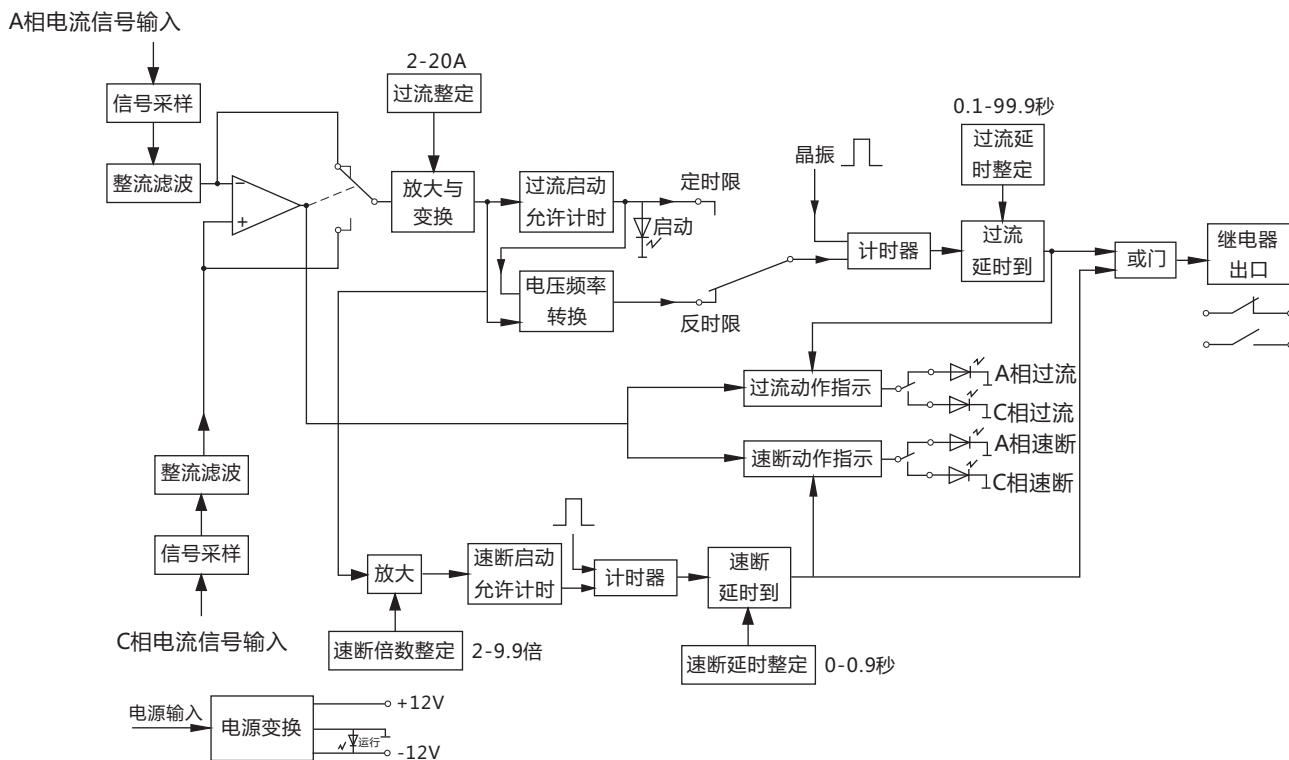 A相电流信号输入
信号采样
整流滤波
−
+
2-20A
过流整定
放大与
变换
过流启动
允许计时
启动
定时限
电压频率
转换
反时限
晶振
计时器
0.1-99.9秒
过流延
时整定
过流
延时到
或门
继电器
出口
过流动作指示
A相过流
C相过流
速断动作指示
A相速断
C相速断
整流滤波
信号采样
C相电流信号输入
放大
速断倍数整定
2-9.9倍
速断启动
允许计时
计时器
速断
延时到
速断延时整定
0-0.9秒
电源输入
电源变换
+12V
运行
-12V